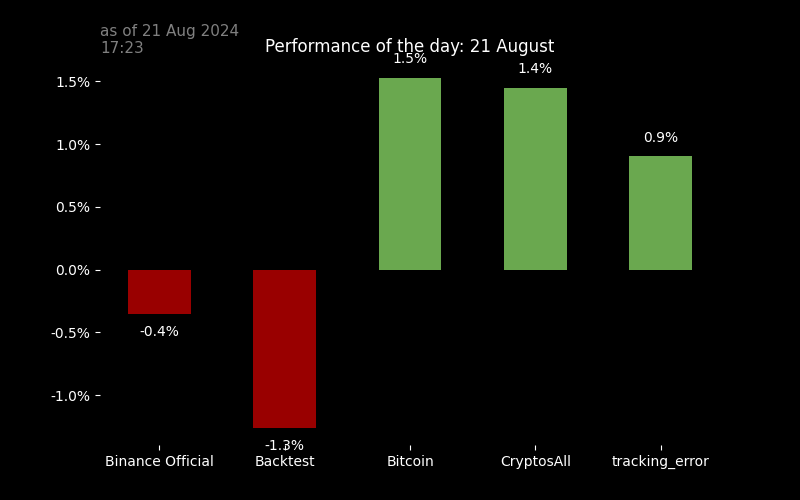 as of 21 Aug 2024
17:23
Performance of the day: 21 August
1.5%
1.4%
0.9%
-0.4%
-1.3%
1.5%
1.0%
0.5%
0.0%
-0.5%
-1.0%
Binance Official
Backtest
Bitcoin
CryptosAll
tracking_error